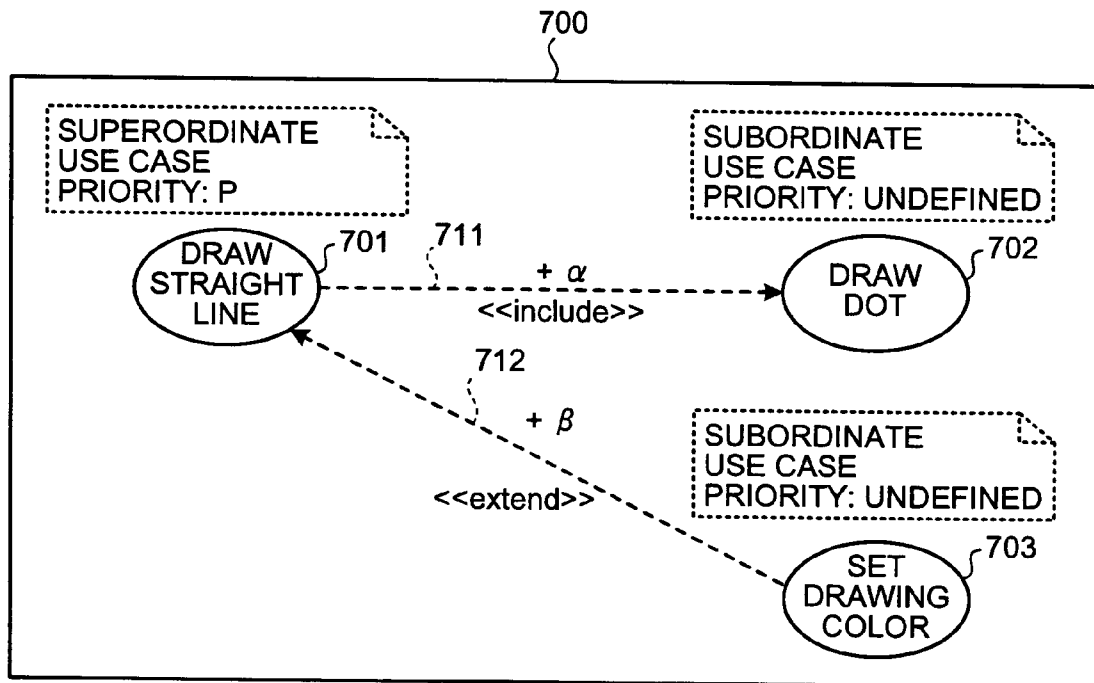 700
SUPERORDINATE
USE CASE
PRIORITY: P
SUBORDINATE
USE CASE
PRIORITY: UNDEFINED
701
DRAW
STRAIGHT
LINE
711
+ α
<<include>>
702
DRAW
DOT
712
+ β
<<extend>>
SUBORDINATE
USE CASE
PRIORITY: UNDEFINED
703
SET
DRAWING
COLOR